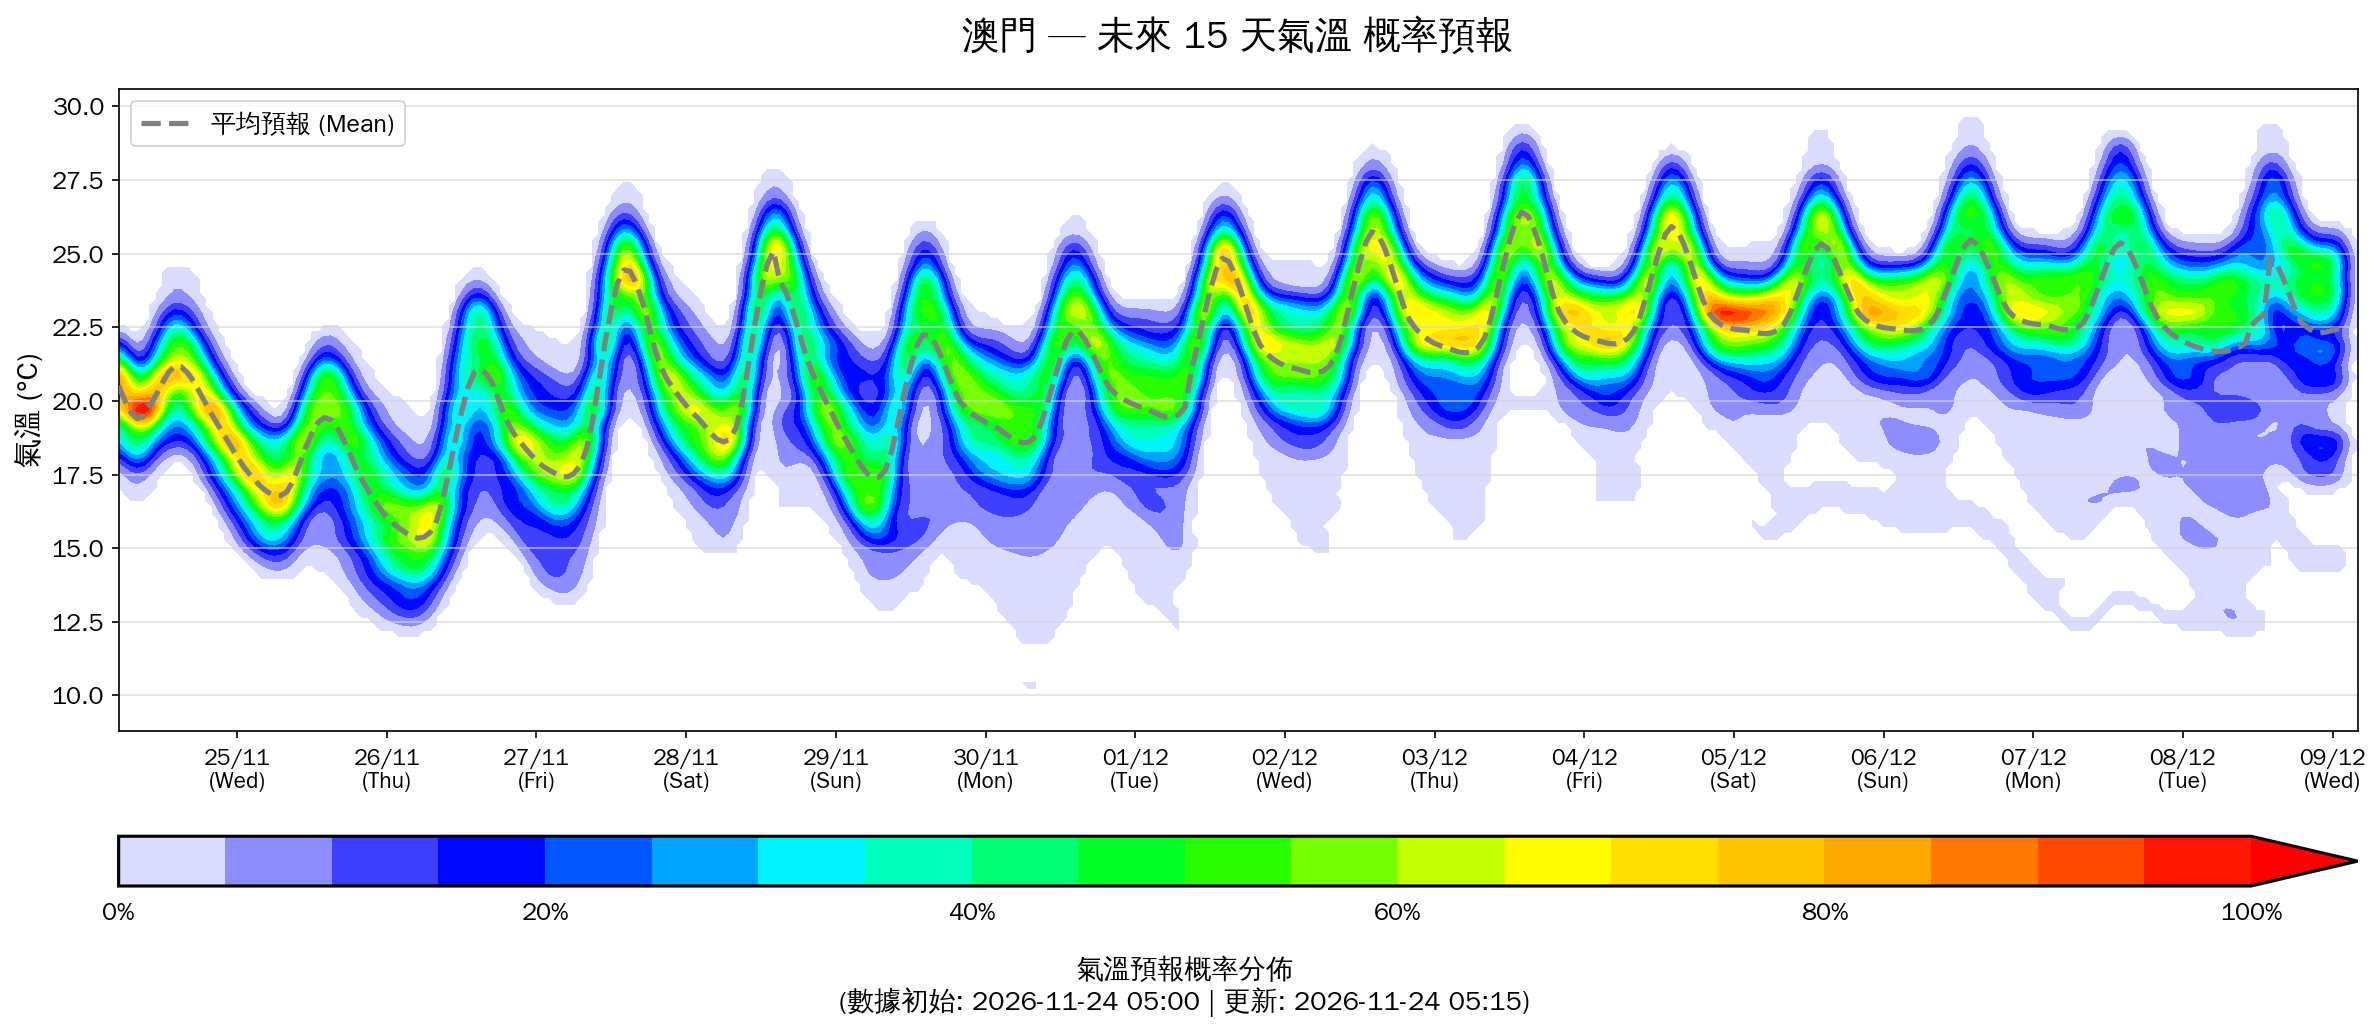 澳門 — 未來 15 天氣溫 概率預報
平均預報 (Mean)
氣溫 (°C)
30.0
27.5
25.0
22.5
20.0
17.5
15.0
12.5
10.0
25/11 26/11 27/11 28/11 29/11 30/11 01/12 02/12 03/12 04/12 05/12 06/12 07/12 08/12 09/12
(Wed) (Thu) (Fri) (Sat) (Sun) (Mon) (Tue) (Wed) (Thu) (Fri) (Sat) (Sun) (Mon) (Tue) (Wed)
0% 20% 40% 60% 80% 100%
氣溫預報概率分佈
(數據初始: 2026-11-24 05:00 | 更新: 2026-11-24 05:15)